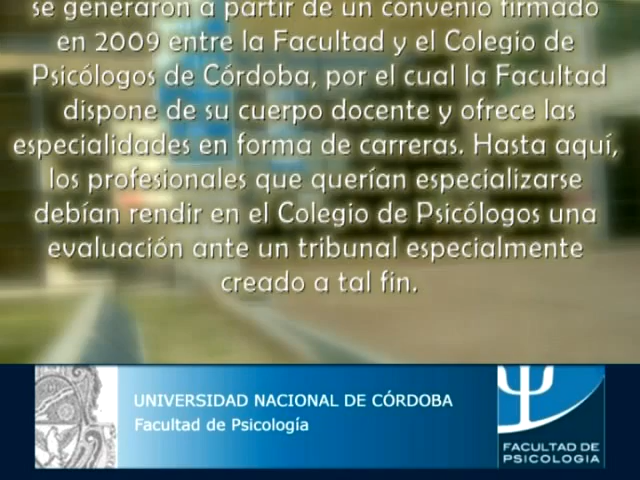 se generaron a partir de un convenio firmado
en 2009 entre la Facultad y el Colegio de
Psicólogos de Córdoba, por el cual la Facultad
dispone de su cuerpo docente y ofrece las
especialidades en forma de carreras. Hasta aquí,
los profesionales que querían especializarse
debían rendir en el Colegio de Psicólogos una
evaluación ante un tribunal especialmente
creado a tal fin.
UNIVERSIDAD NACIONAL DE CÓRDOBA
Facultad de Psicología
FACULTAD DE
PSICOLOGIA